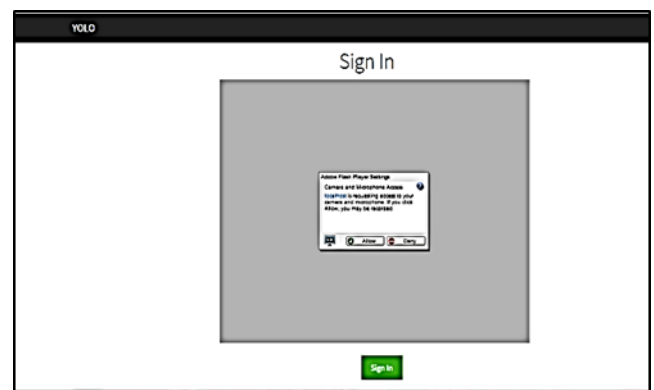 YOLO
Sign In
Adobe Flash Player Settings
Camera and Microphone Access
localhost is requesting access to your
camera and microphone. If you click
Allow, you may be recorded.
Allow
Deny
Sign In